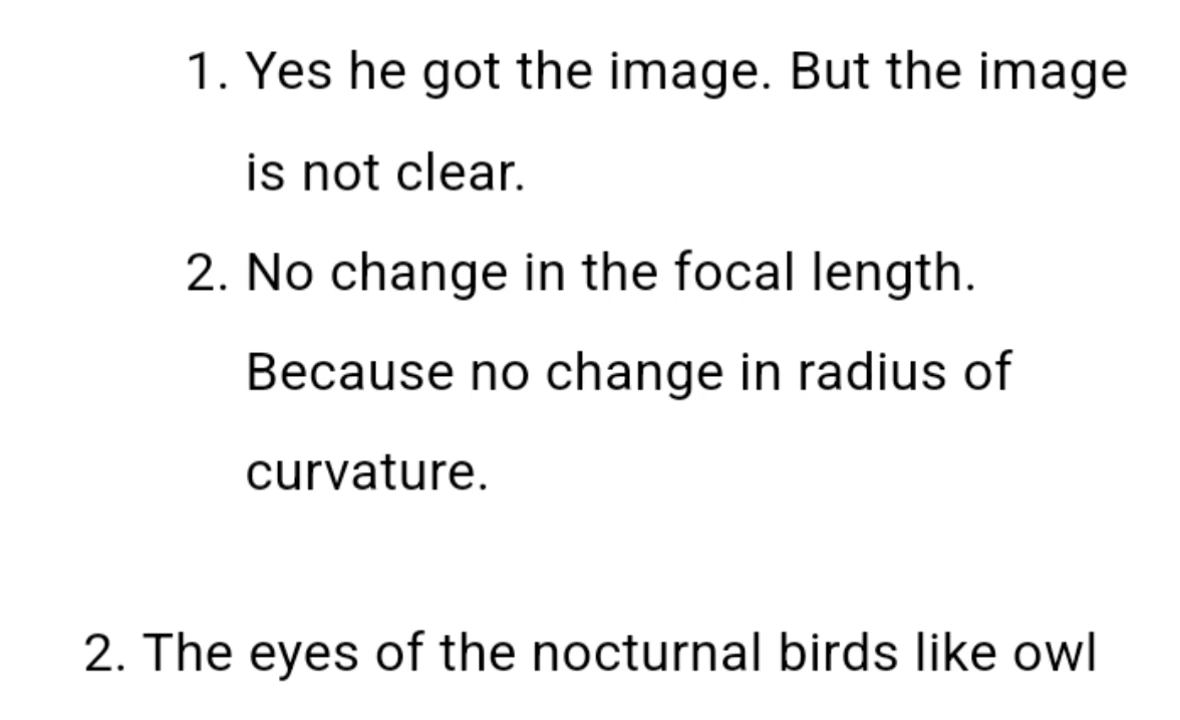 1. Yes he got the image. But the image
is not clear.
2. No change in the focal length.
Because no change in radius of
curvature.
2. The eyes of the nocturnal birds like owl